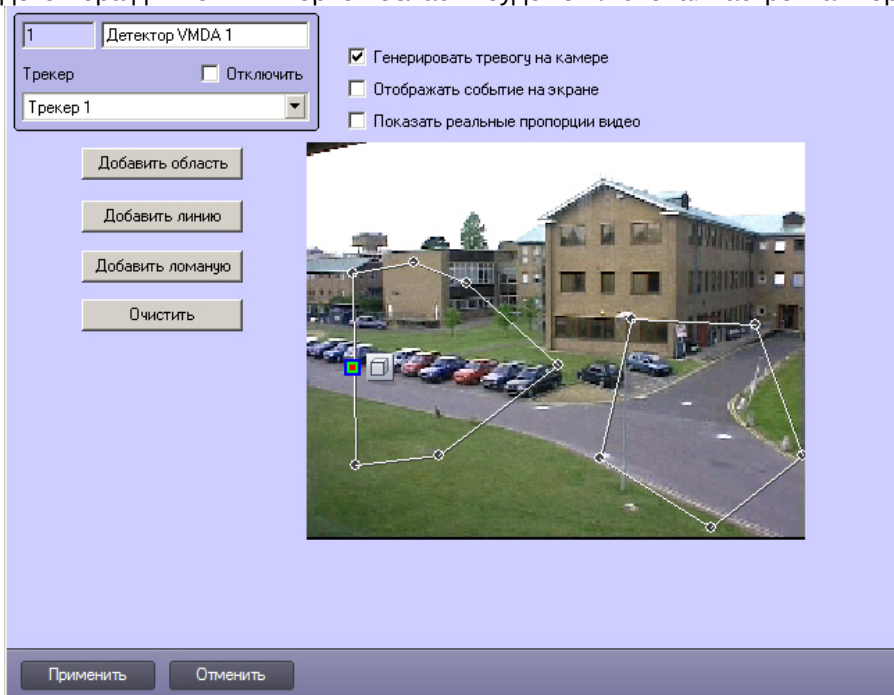 1
Детектор VMDA 1
Трекер
Отключить
Трекер 1
Генерировать тревогу на камере
Отображать событие на экране
Показать реальные пропорции видео
Добавить область
Добавить линию
Добавить ломаную
Очистить
Применить
Отменить